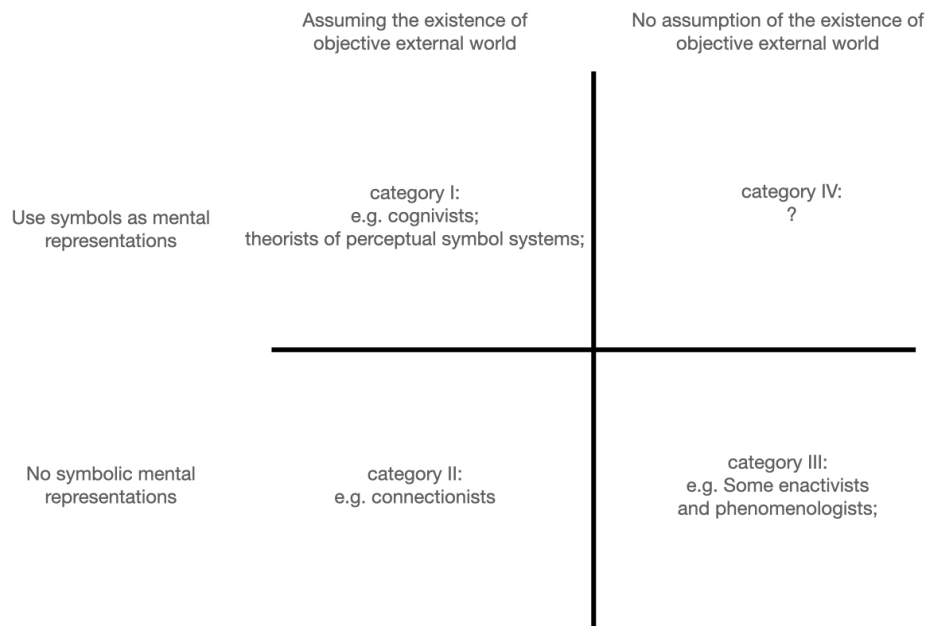 Assuming the existence of
objective external world
No assumption of the existence of
objective external world
Use symbols as mental
representations
category I:
e.g. cognivists;
theorists of perceptual symbol systems;
category IV:
?
No symbolic mental
representations
category II:
e.g. connectionists
category III:
e.g. Some enactivists
and phenomenologists;